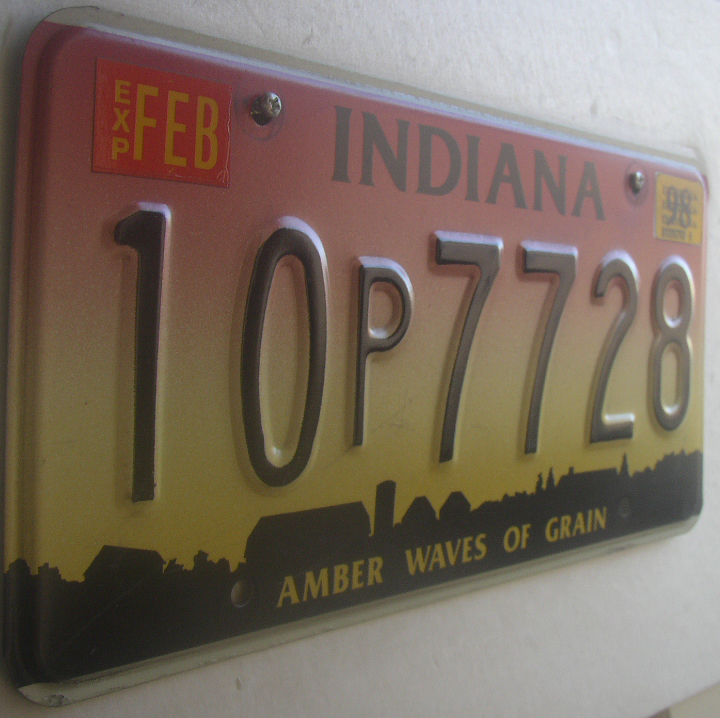 EXP FEB
INDIANA
98
10P7728
AMBER WAVES OF GRAIN